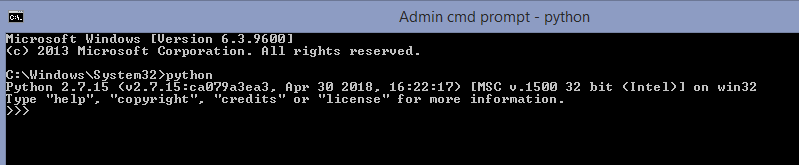 Admin cmd prompt - python
Microsoft Windows [Version 6.3.9600]
(c) 2013 Microsoft Corporation. All rights reserved.
C:\Windows\System32>python
Python 2.7.15 (v2.7.15:ca079a3ea3, Apr 30 2018, 16:22:17) [MSC v.1500 32 bit (Intel)] on win32
Type "help", "copyright", "credits" or "license" for more information.
>>>